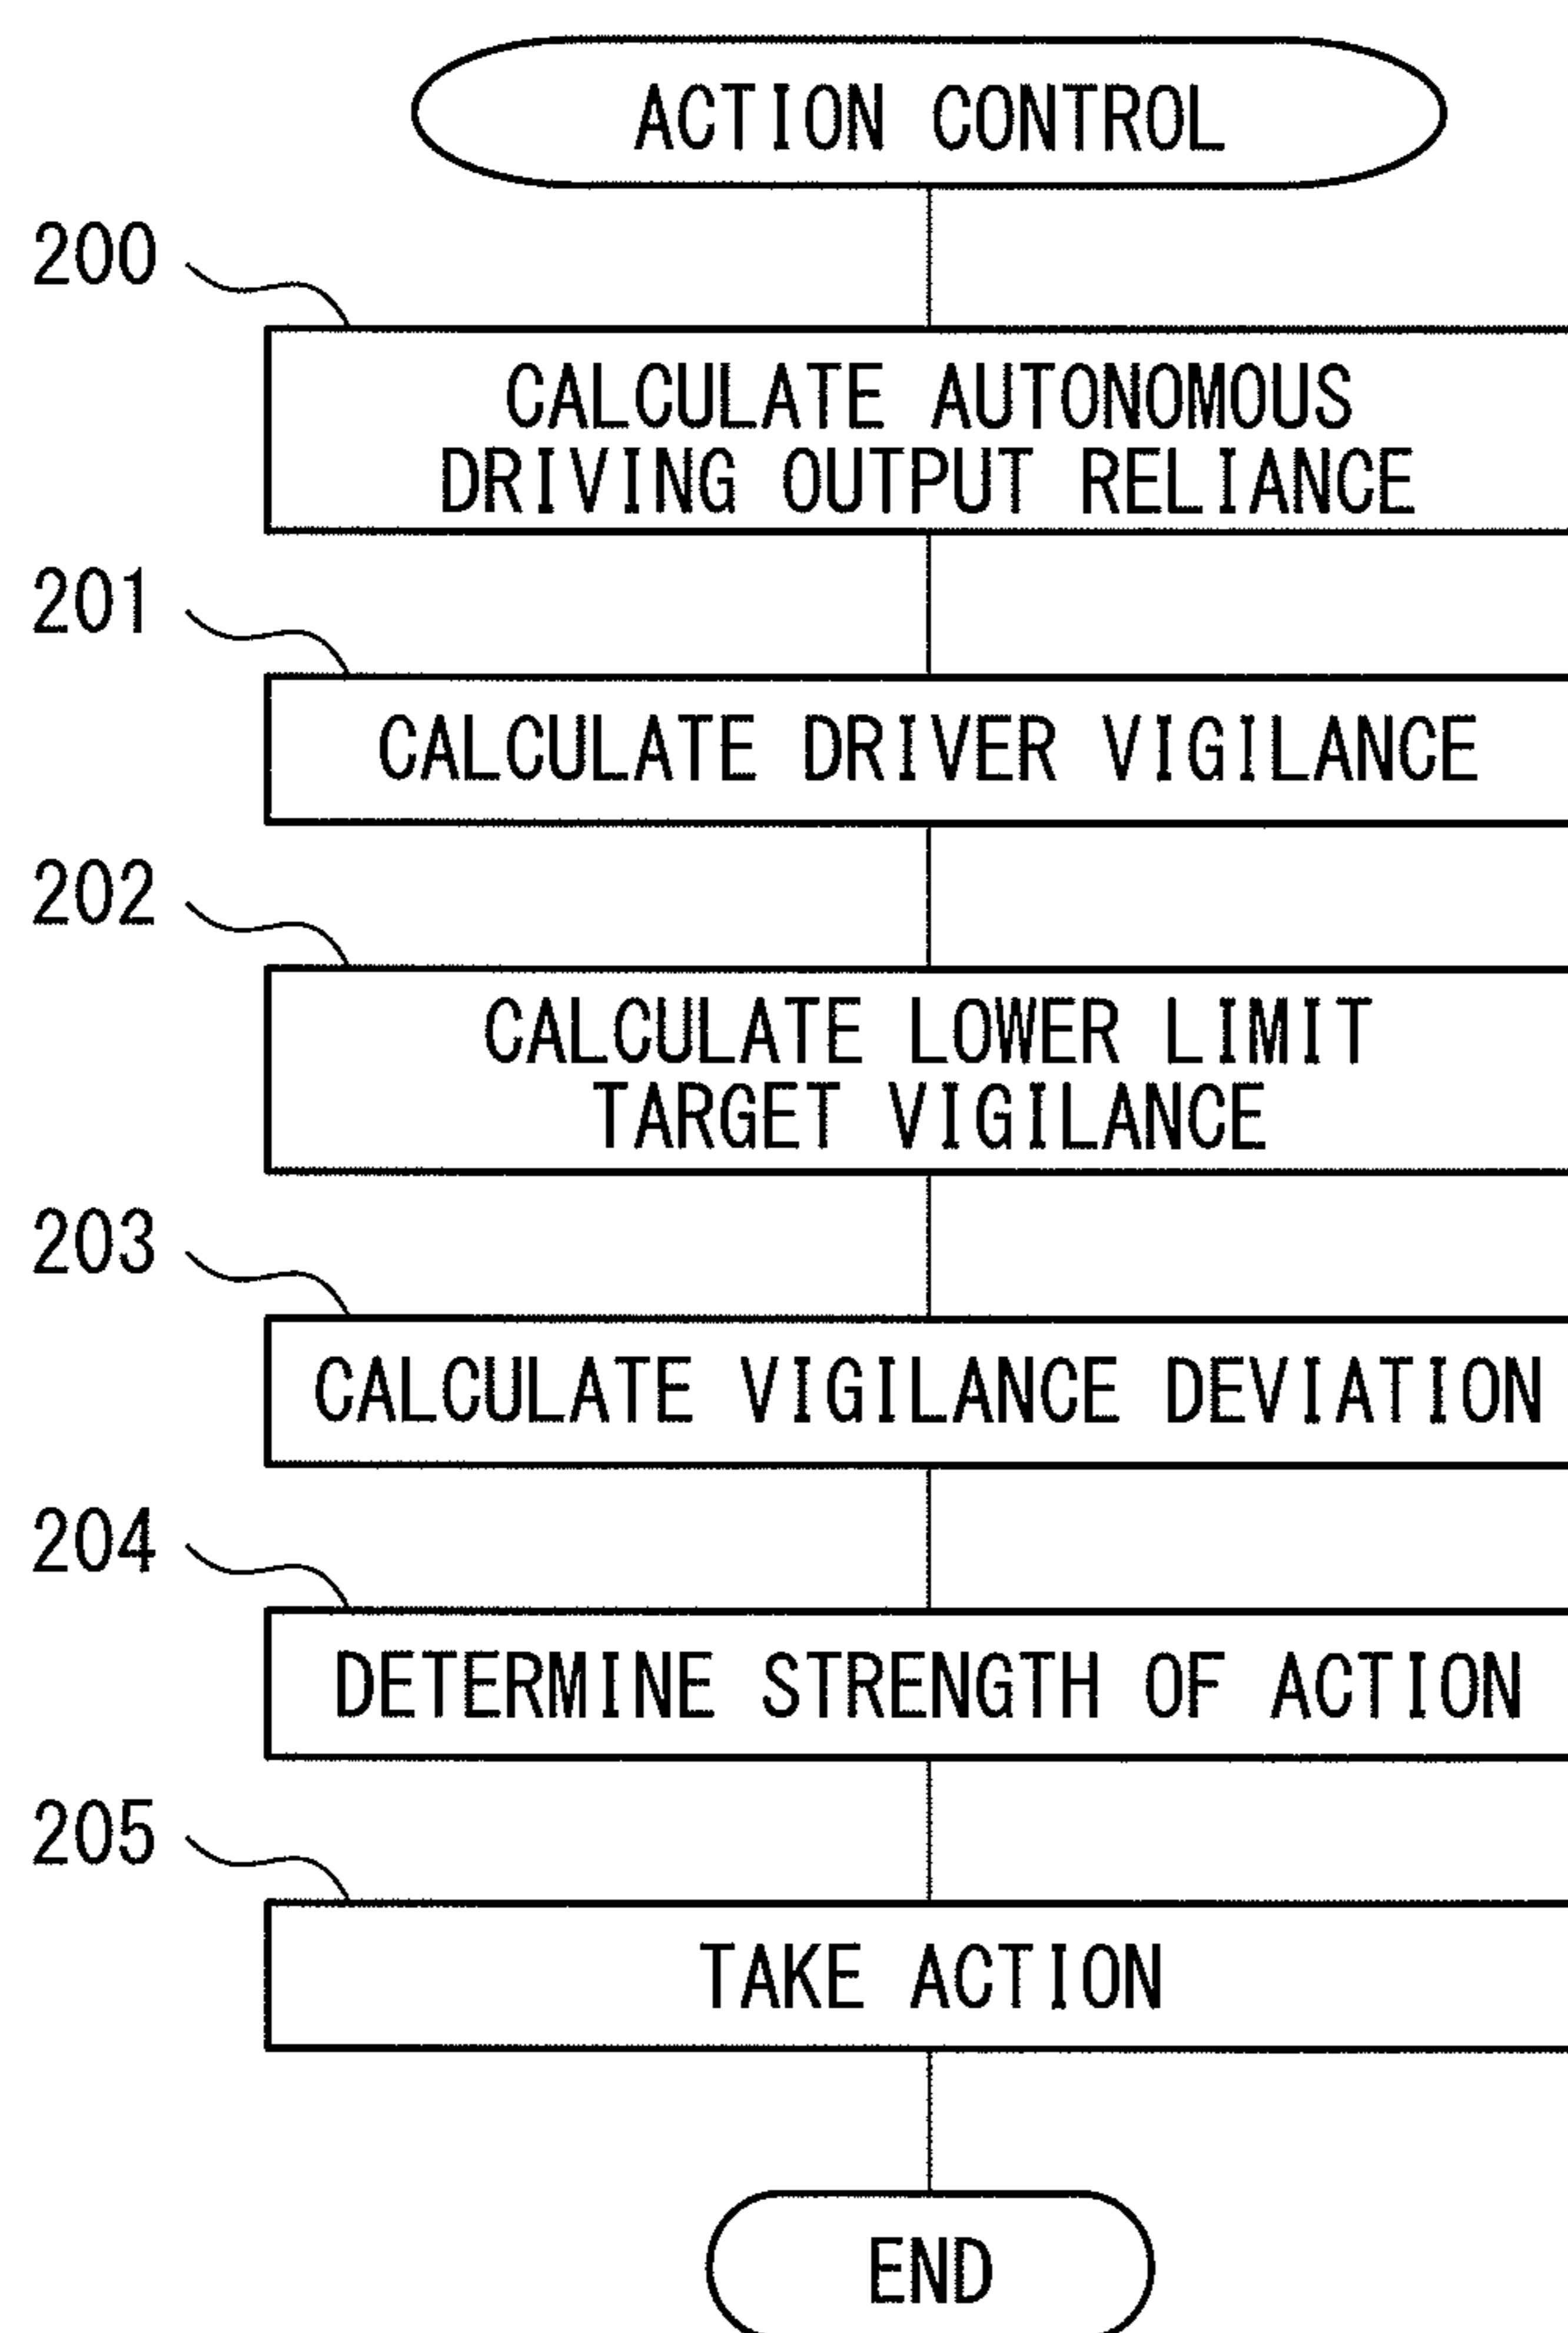 ACTION CONTROL
200
CALCULATE AUTONOMOUS
DRIVING OUTPUT RELIANCE
201
CALCULATE DRIVER VIGILANCE
202
CALCULATE LOWER LIMIT
TARGET VIGILANCE
203
CALCULATE VIGILANCE DEVIATION
204
DETERMINE STRENGTH OF ACTION
205
TAKE ACTION
END